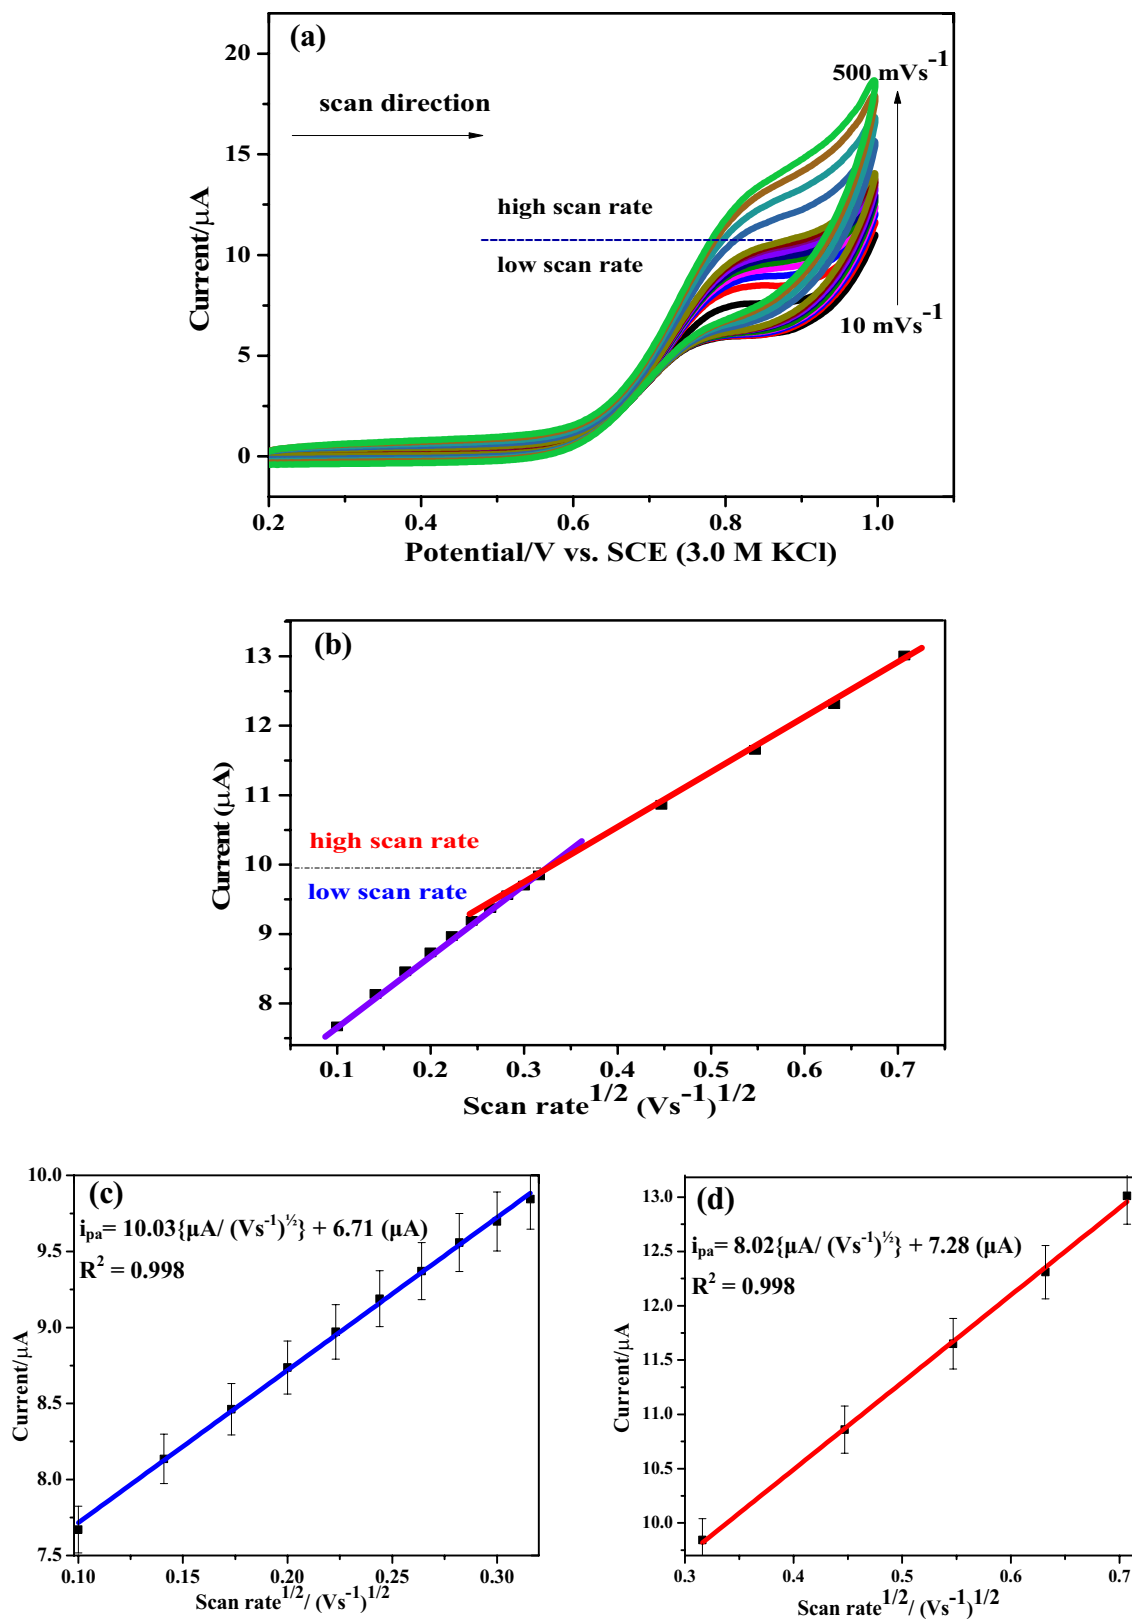 (a)
20
15
10
5
0
Current/μA
scan direction
500 mVs⁻¹
high scan rate
low scan rate
10 mVs⁻¹
0.2 0.4 0.6 0.8 1.0
Potential/V vs. SCE (3.0 M KCl)
(b)
13
12
11
10
9
8
Current (μA)
high scan rate
low scan rate
0.1 0.2 0.3 0.4 0.5 0.6 0.7
Scan rate^1/2 (Vs⁻¹)^1/2
(c)
i_pa= 10.03{μA/ (Vs⁻¹)^½} + 6.71 (μA)
R² = 0.998
10.0
9.5
9.0
8.5
8.0
7.5
Current/μA
0.10 0.15 0.20 0.25 0.30
Scan rate^1/2/ (Vs⁻¹)^1/2
(d)
i_pa= 8.02{μA/ (Vs⁻¹)^½} + 7.28 (μA)
R² = 0.998
13.0
12.5
12.0
11.5
11.0
10.5
10.0
Current/μA
0.3 0.4 0.5 0.6 0.7
Scan rate^1/2/ (Vs⁻¹)^1/2